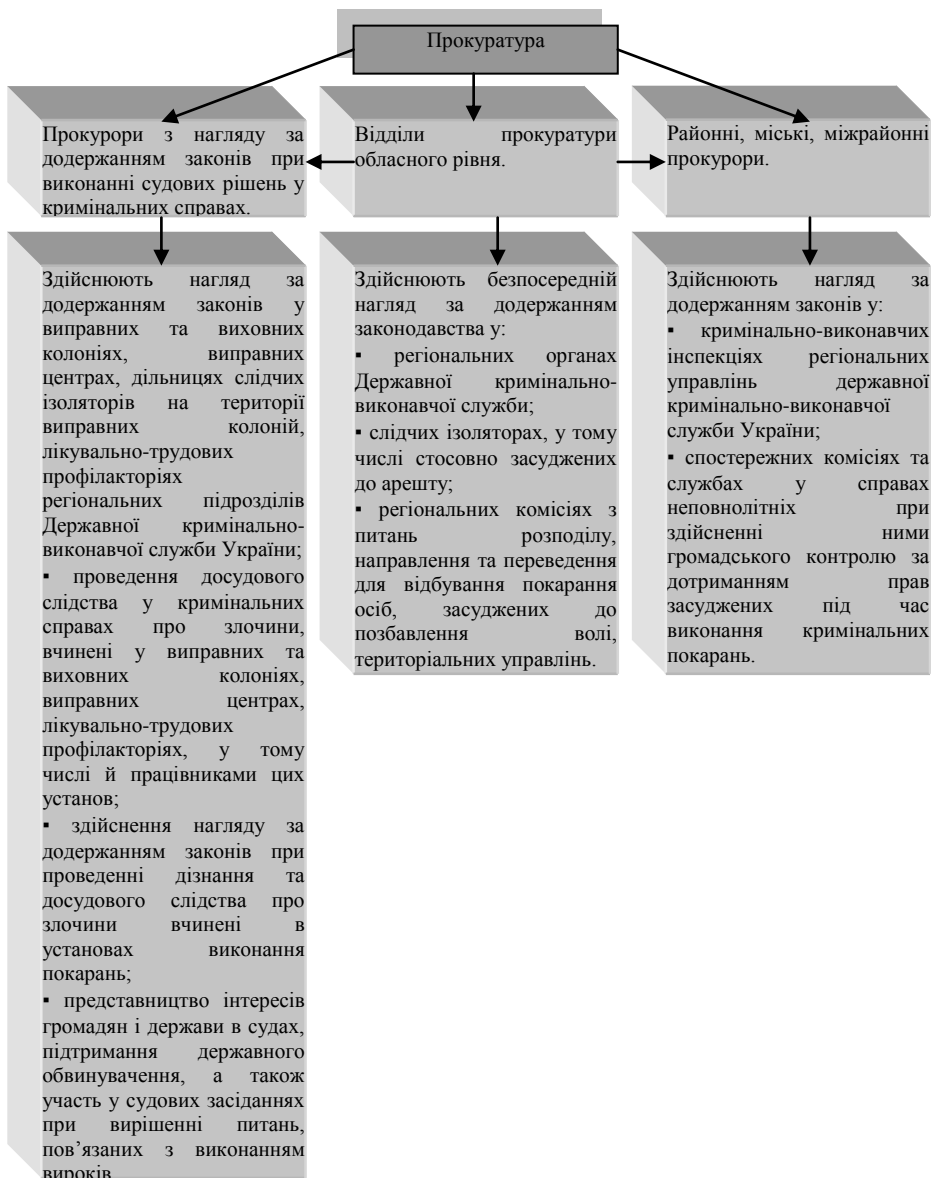 Прокуратура
Прокурори з нагляду за
додержанням законів при
виконанні судових рішень у
кримінальних справах.
Відділи прокуратури
обласного рівня.
Районні, міські, міжрайонні
прокурори.
Здійснюють нагляд за
додержанням законів у
виправних та виховних
колоніях, виправних
центрах, дільницях слідчих
ізоляторів на території
виправних колоній,
лікувально-трудових
профілакторіях
регіональних підрозділів
Державної кримінально-
виконавчої служби України;
▪ проведення досудового
слідства у кримінальних
справах про злочини,
вчинені у виправних та
виховних колоніях,
виправних центрах,
лікувально-трудових
профілакторіях, у тому
числі й працівниками цих
установ;
▪ здійснення нагляду за
додержанням законів при
проведенні дізнання та
досудового слідства про
злочини вчинені в
установах виконання
покарань;
▪ представництво інтересів
громадян і держави в судах,
підтримання державного
обвинувачення, а також
участь у судових засіданнях
при вирішенні питань,
пов’язаних з виконанням
вироків
Здійснюють безпосередній
нагляд за додержанням
законодавства у:
▪ регіональних органах
Державної кримінально-
виконавчої служби;
▪ слідчих ізоляторах, у тому
числі стосовно засуджених
до арешту;
▪ регіональних комісіях з
питань розподілу,
направлення та переведення
для відбування покарання
осіб, засуджених до
позбавлення волі,
територіальних управлінь.
Здійснюють нагляд за
додержанням законів у:
▪ кримінально-виконавчих
інспекціях регіональних
управлінь державної
кримінально-виконавчої
служби України;
▪ спостережних комісіях та
службах у справах
неповнолітніх при
здійсненні ними
громадського контролю за
дотриманням прав
засуджених під час
виконання кримінальних
покарань.